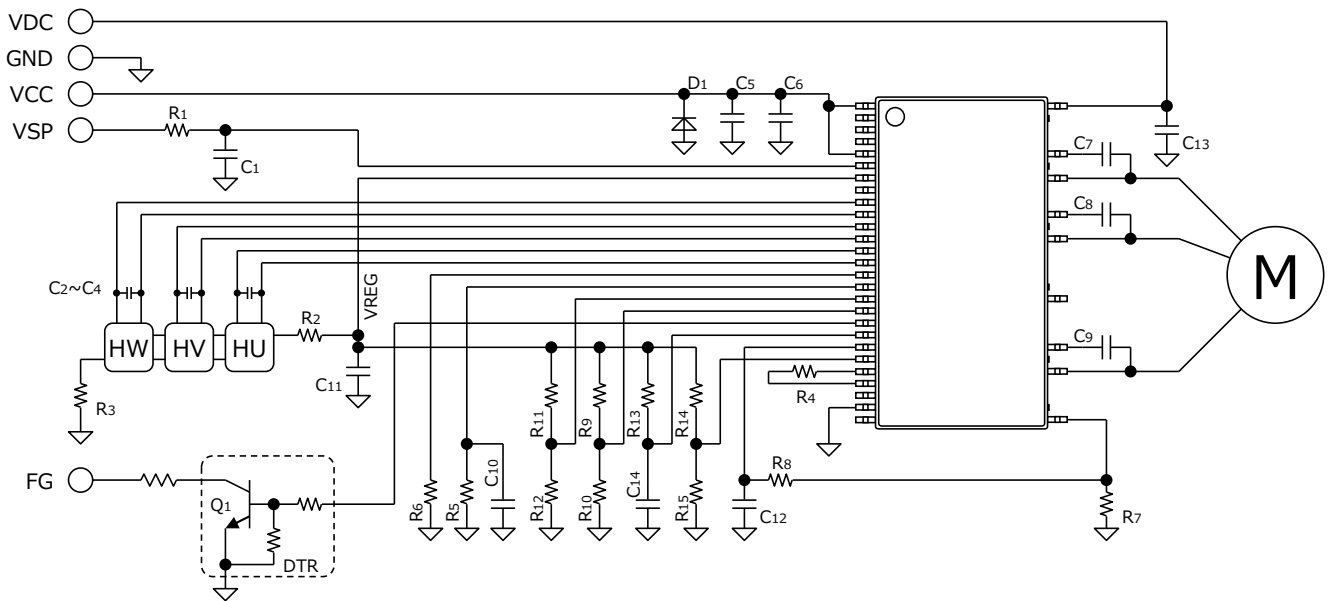 VDC
GND
VCC
VSP
R1
C1
D1
C5
C6
C13
C7
C8
C9
M
C2~C4
VREG
R2
HW
HV
HU
C11
R3
R4
R11
R9
R13
R14
FG
Q1
DTR
R6
R5
C10
R12
R10
C14
R15
R8
C12
R7